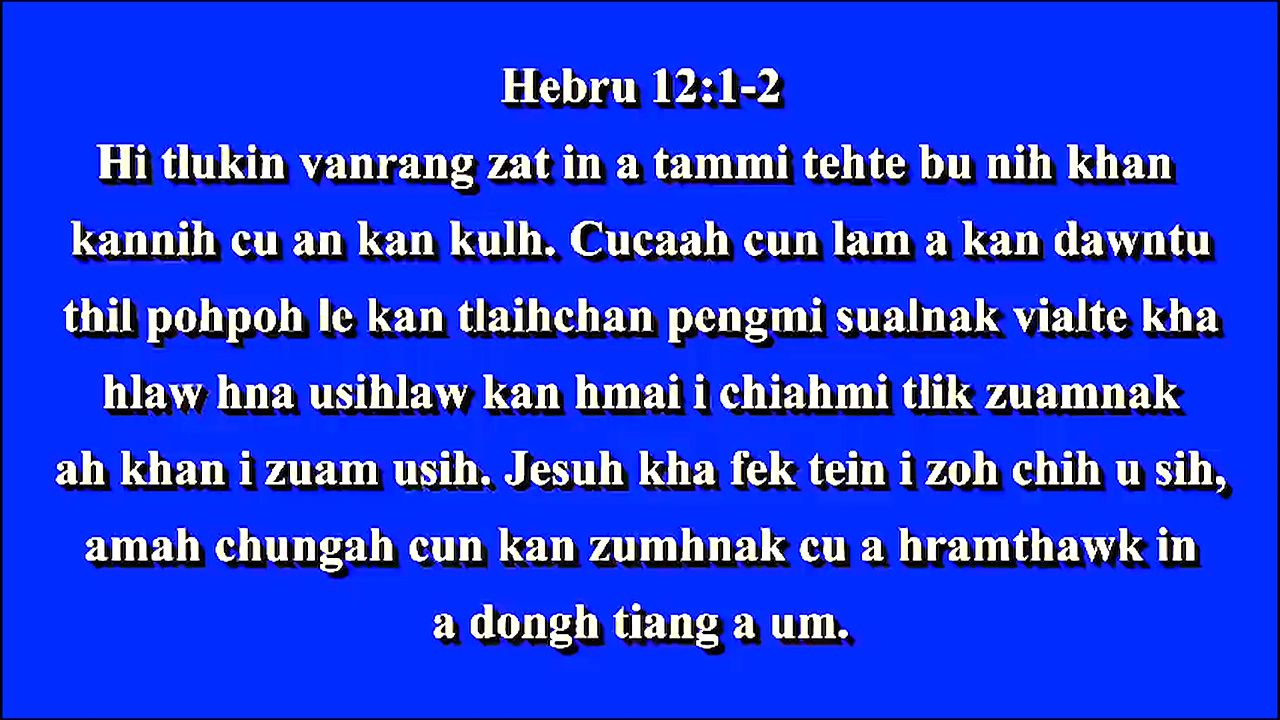 Hebru 12:1-2
Hi tlukin vanrang zat in a tammi tehte bu nih khan
kannih cu an kan kulh. Cucaah cun lam a kan dawntu
thil pohpoh le kan tlaihchan pengmi sualnak vialte kha
hlaw hna usihlaw kan hmai i chiahmi tlik zuamnak
ah khan i zuam usih. Jesuh kha fek tein i zoh chih u sih,
amah chungah cun kan zumhnak cu a hramthawk in
a dongh tiang a um.